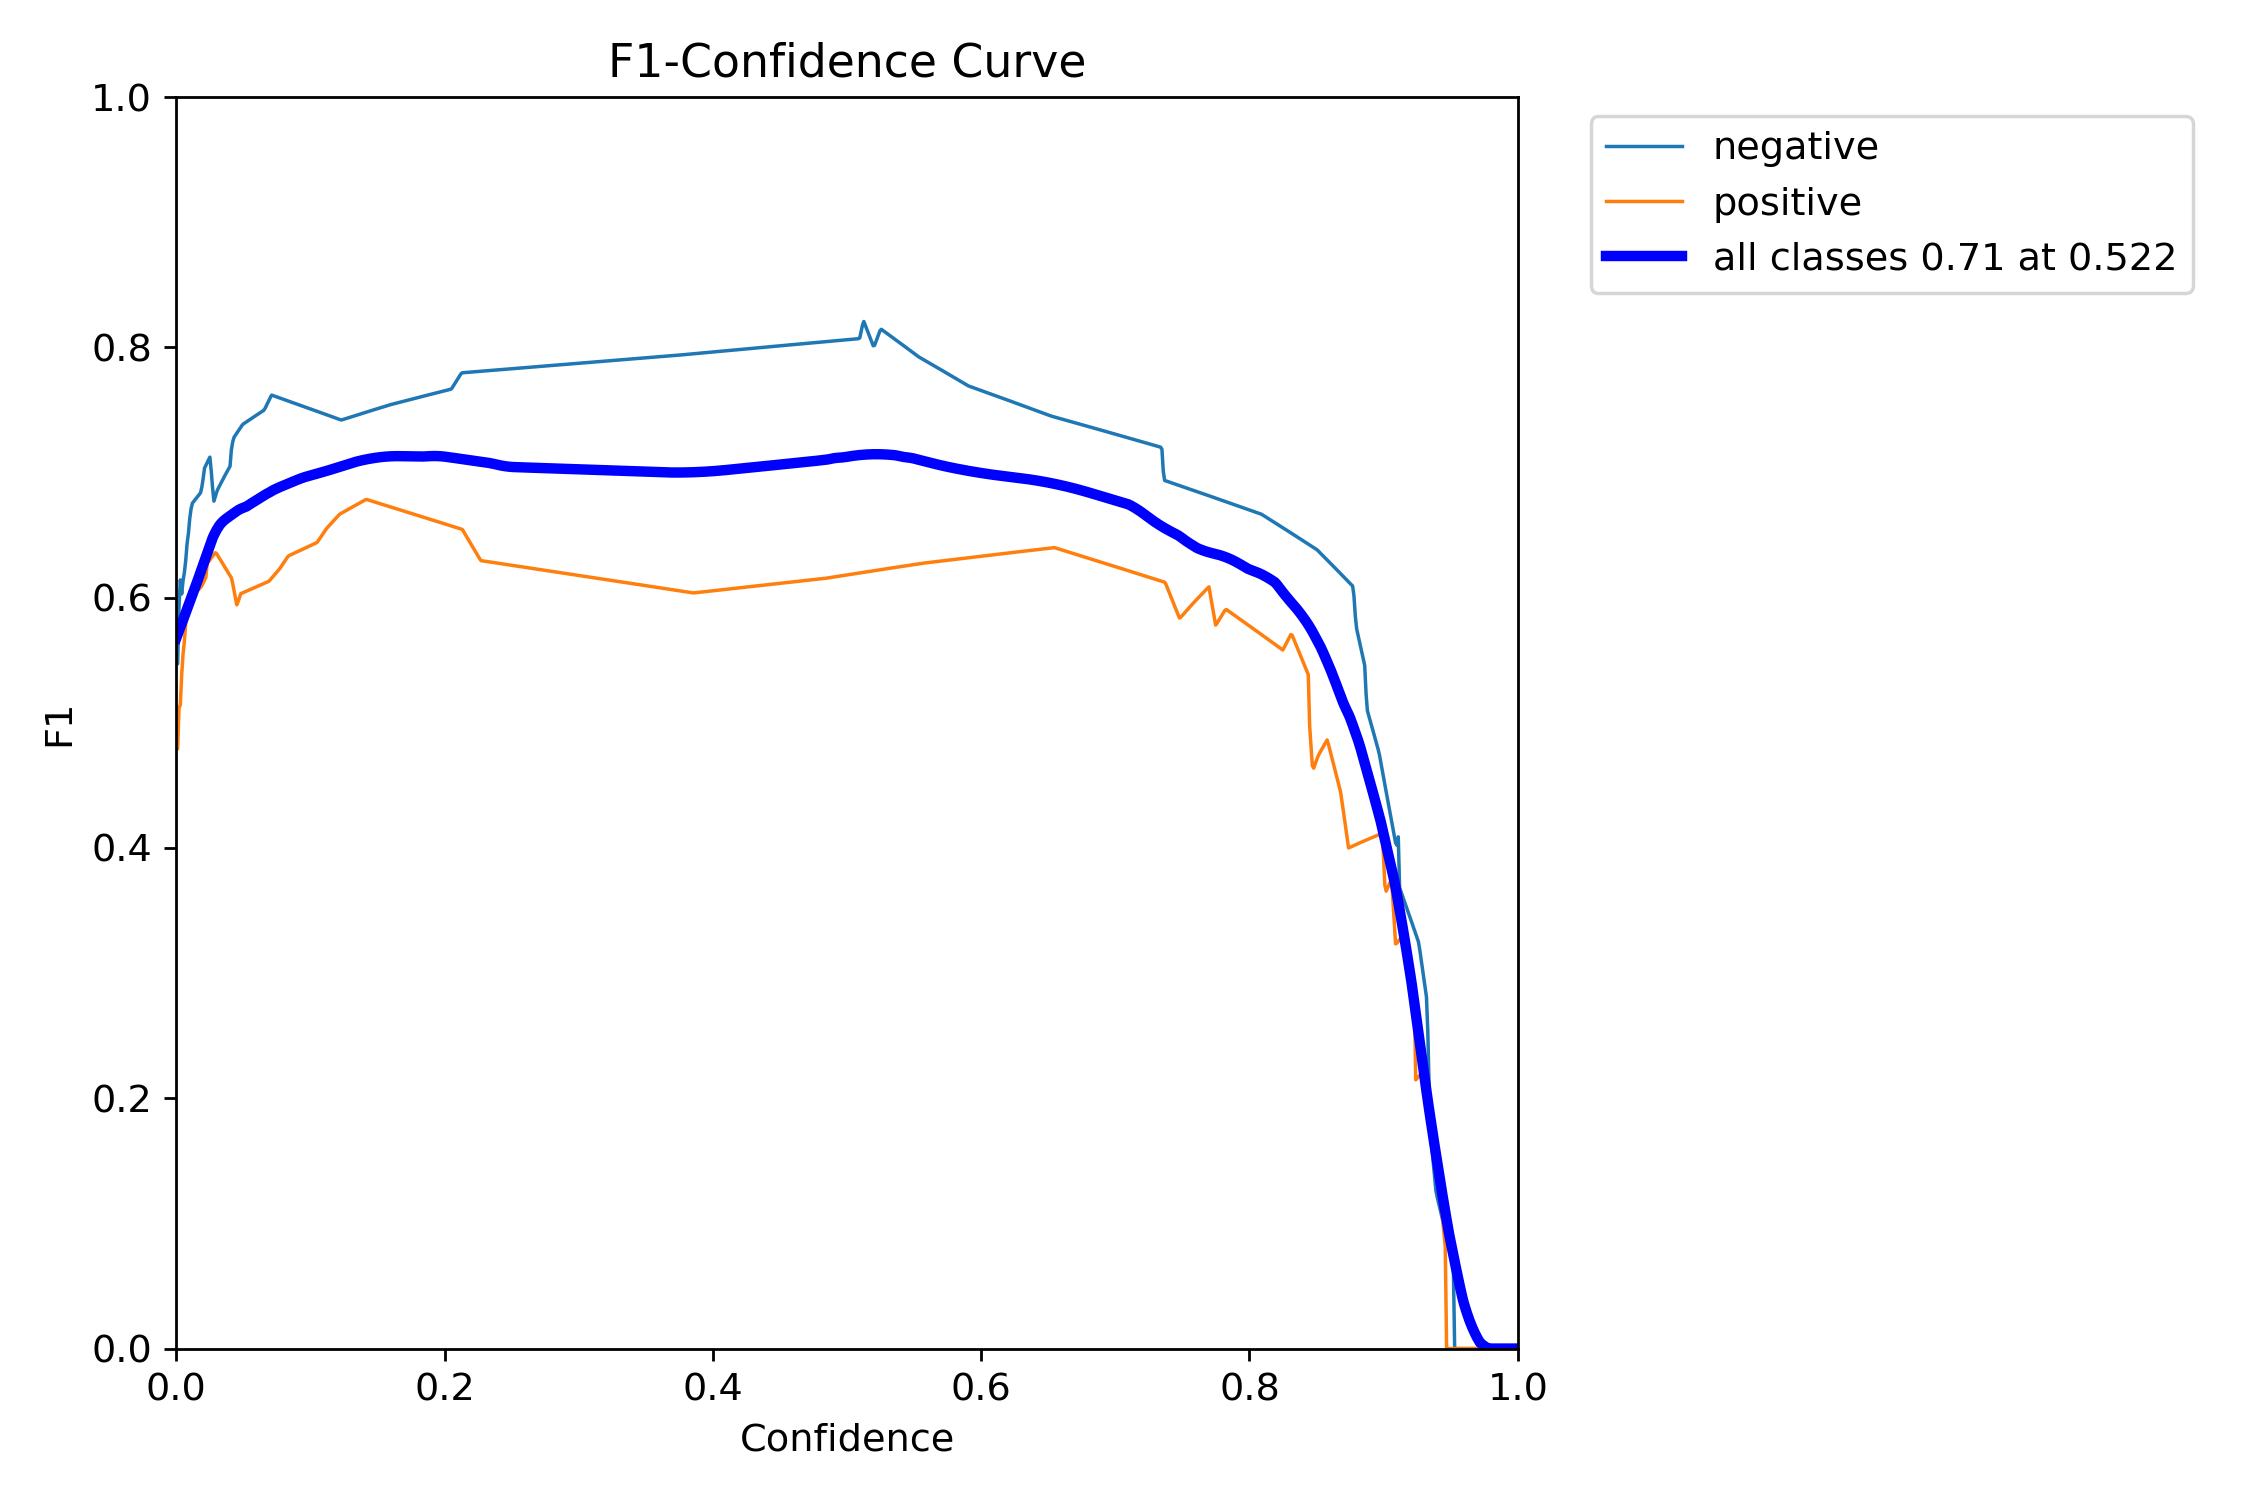 F1-Confidence Curve
1.0
0.8
0.6
0.4
0.2
0.0
F1
0.0 0.2 0.4 0.6 0.8 1.0
Confidence
negative
positive
all classes 0.71 at 0.522